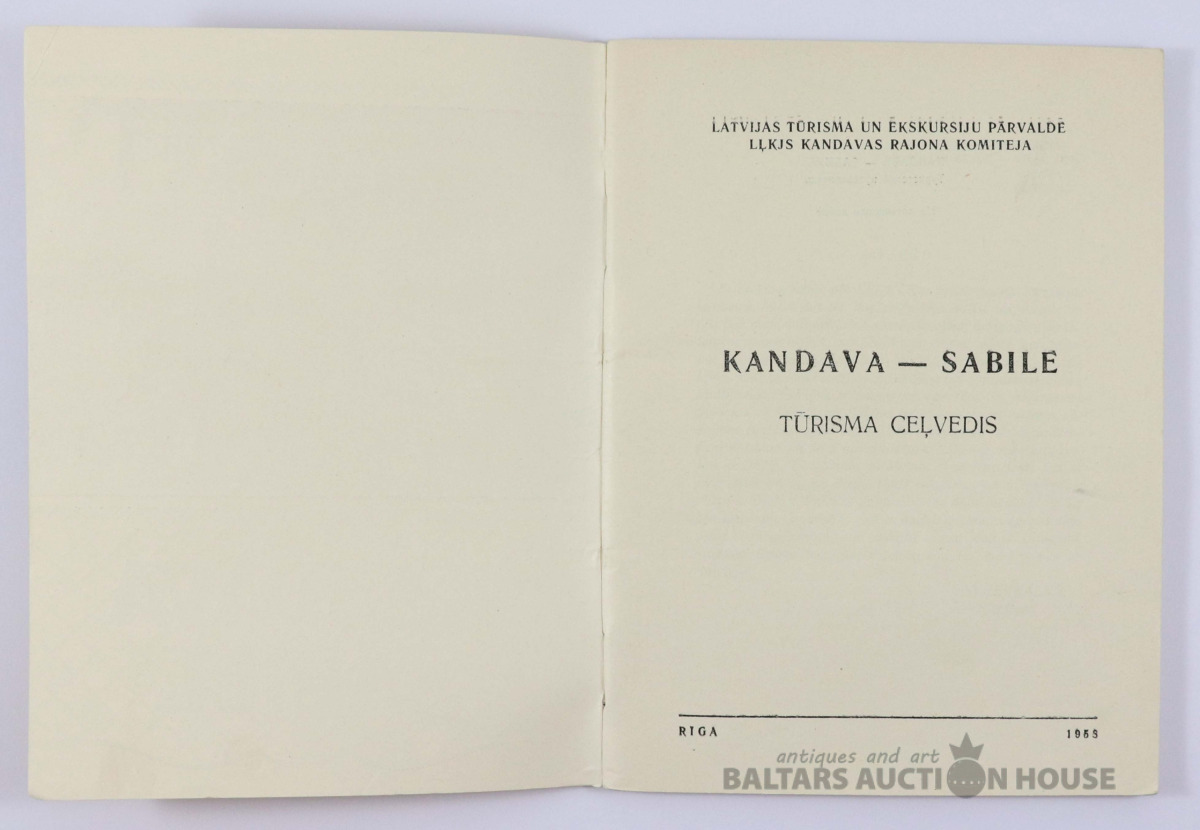 LATVIJAS TŪRISMA UN EKSKURSIJU PĀRVALDE
LĻKJS KANDAVAS RAJONA KOMITEJA
KANDAVA — SABILE
TŪRISMA CEĻVEDIS
RĪGA
antiques and art
BALTARS AUCTION HOUSE